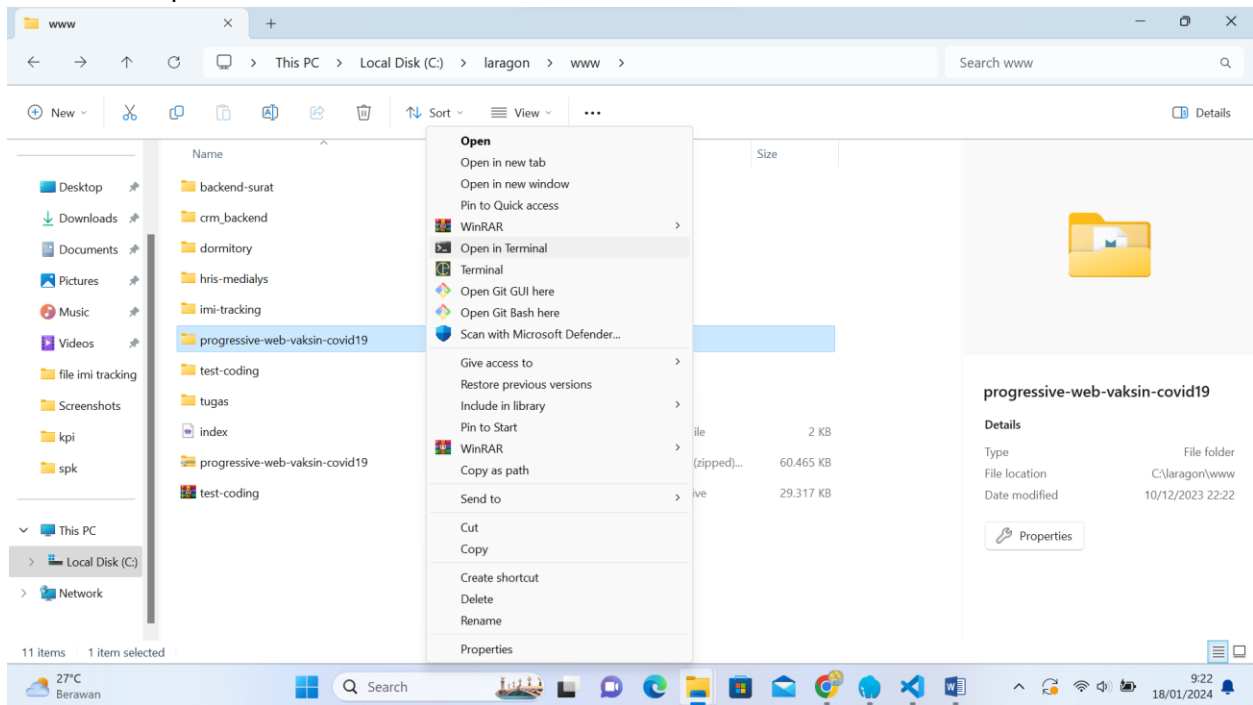 www
This PC > Local Disk (C:) > laragon > www >
Search www
New
Sort
View
Details
Name
Size
Desktop
Downloads
Documents
Pictures
Music
Videos
file imi tracking
Screenshots
kpi
spk
This PC
Local Disk (C:)
Network
backend-surat
crm_backend
dormitory
hris-medialys
imi-tracking
progressive-web-vaksin-covid19
test-coding
tugas
index
ile
2 KB
progressive-web-vaksin-covid19
(zipped)...
60.465 KB
test-coding
ive
29.317 KB
Open
Open in new tab
Open in new window
Pin to Quick access
WinRAR
Open in Terminal
Terminal
Open Git GUI here
Open Git Bash here
Scan with Microsoft Defender...
Give access to
Restore previous versions
Include in library
Pin to Start
WinRAR
Copy as path
Send to
Cut
Copy
Create shortcut
Delete
Rename
Properties
progressive-web-vaksin-covid19
Details
Type File folder
File location C:\laragon\www
Date modified 10/12/2023 22:22
Properties
11 items 1 item selected
27°C
Berawan
Search
9:22
18/01/2024